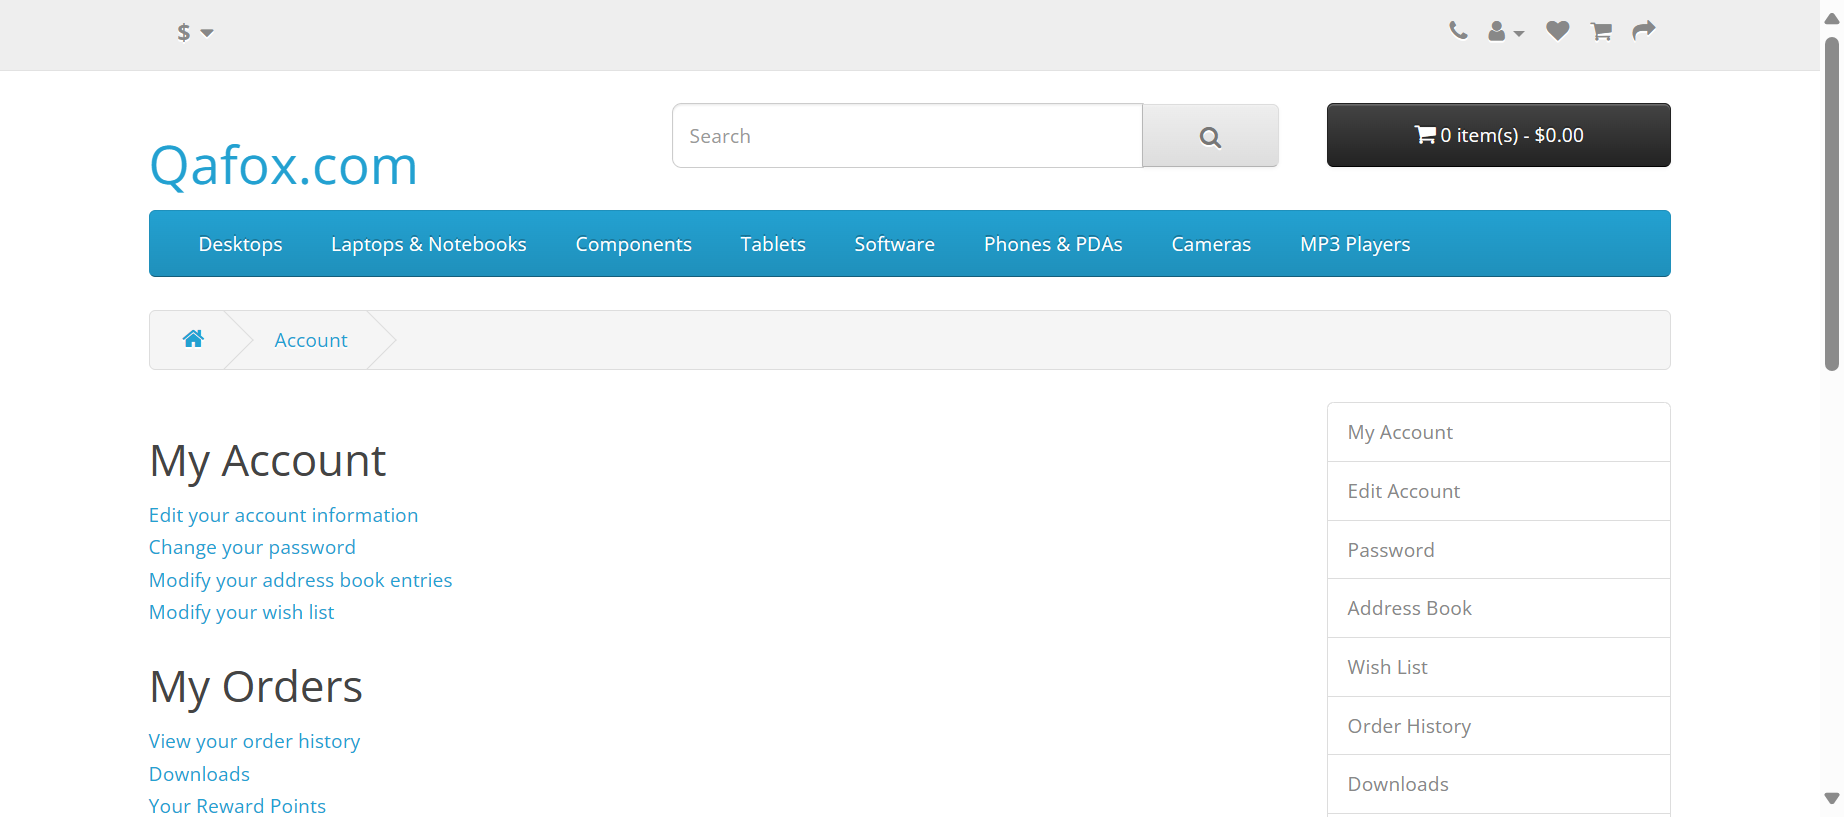 $
Search
0 item(s) - $0.00
Qafox.com
Desktops Laptops & Notebooks Components Tablets Software Phones & PDAs Cameras MP3 Players
Account
My Account
Edit your account information
Change your password
Modify your address book entries
Modify your wish list
My Orders
View your order history
Downloads
Your Reward Points
My Account
Edit Account
Password
Address Book
Wish List
Order History
Downloads